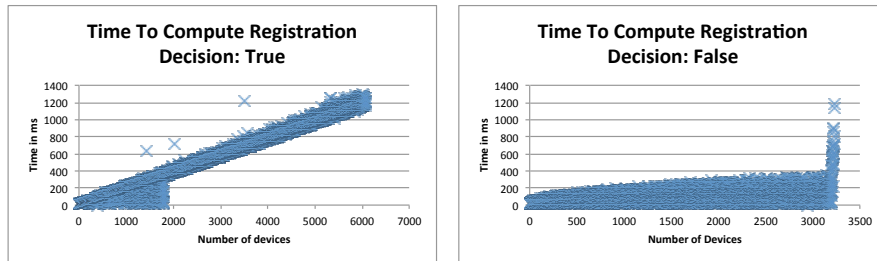 Time To Compute Registration
Decision: True
1400
1200
1000
800
600
400
200
0
Time in ms
0 1000 2000 3000 4000 5000 6000 7000
Number of devices
Time To Compute Registration
Decision: False
1400
1200
1000
800
600
400
200
0
Time in ms
0 500 1000 1500 2000 2500 3000 3500
Number of Devices